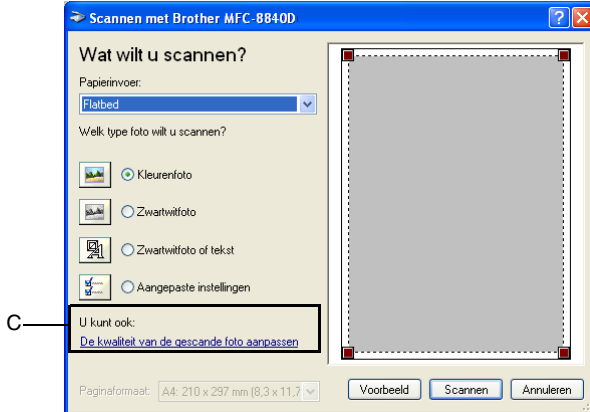 Scannen met Brother MFC-8840D
Wat wilt u scannen?
Papierinvoer:
Flatbed
Welk type foto wilt u scannen?
Kleurenfoto
Zwartwitfoto
Zwartwitfoto of tekst
Aangepaste instellingen
C
U kunt ook:
De kwaliteit van de gescande foto aanpassen
Paginaformaat: A4: 210 x 297 mm (8,3 x 11,7
Voorbeeld Scannen Annuleren